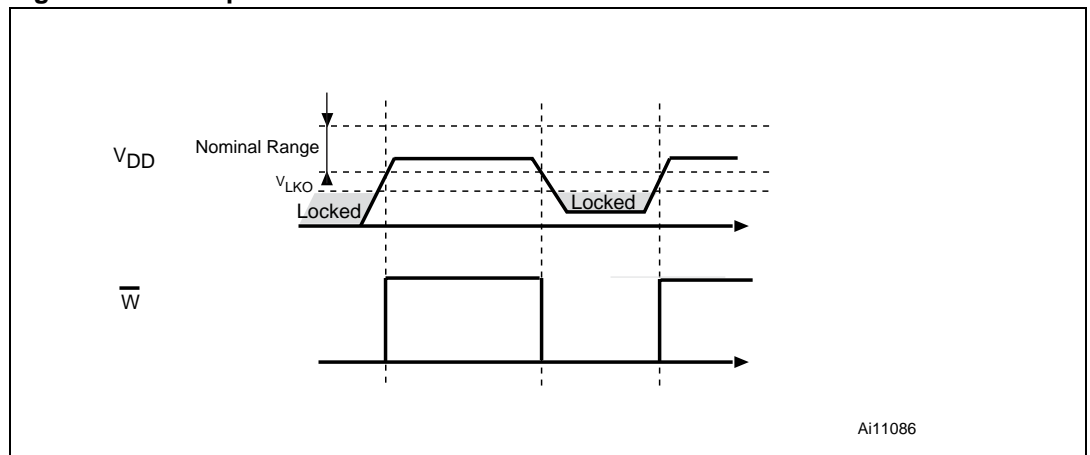 Nominal Range
VDD
VLKO
Locked
Locked
W̅
Ai11086